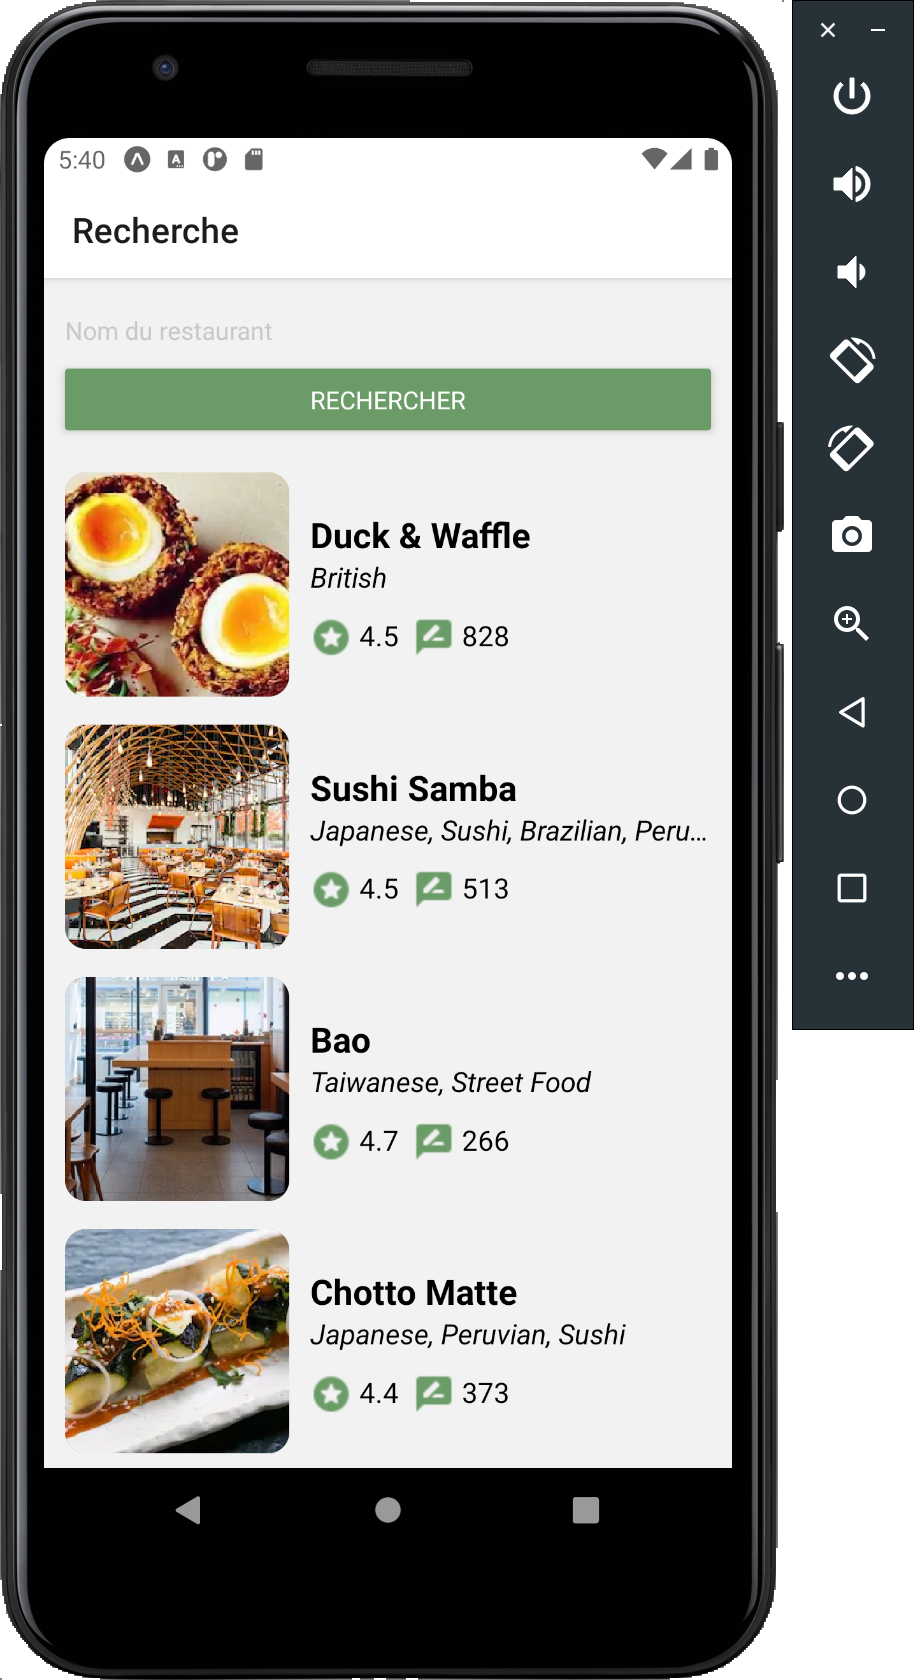 5:40
Recherche
Nom du restaurant
RECHERCHER
Duck & Waffle
British
4.5 828
Sushi Samba
Japanese, Sushi, Brazilian, Peru...
4.5 513
Bao
Taiwanese, Street Food
4.7 266
Chotto Matte
Japanese, Peruvian, Sushi
4.4 373